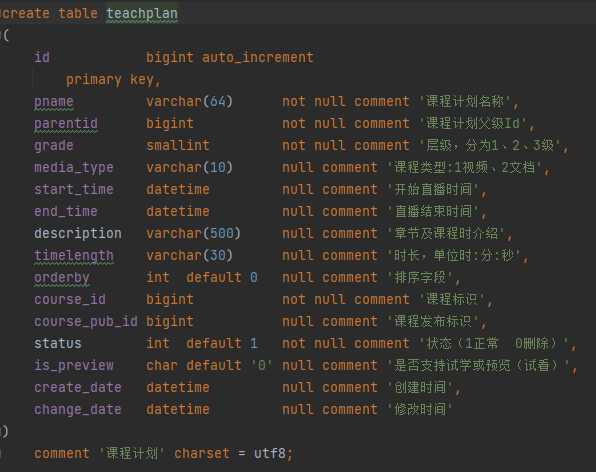 create table teachplan
(
id bigint auto_increment
primary key,
pname varchar(64) not null comment '课程计划名称',
parentid bigint not null comment '课程计划父级Id',
grade smallint not null comment '层级，分为1、2、3级',
media_type varchar(10) null comment '课程类型:1视频、2文档',
start_time datetime null comment '开始直播时间',
end_time datetime null comment '直播结束时间',
description varchar(500) null comment '章节及课程时介绍',
timelength varchar(30) null comment '时长，单位时:分:秒',
orderby int default 0 null comment '排序字段',
course_id bigint not null comment '课程标识',
course_pub_id bigint null comment '课程发布标识',
status int default 1 not null comment '状态（1正常  0删除）',
is_preview char default '0' null comment '是否支持试学或预览（试看）',
create_date datetime null comment '创建时间',
change_date datetime null comment '修改时间'
)
comment '课程计划' charset = utf8;